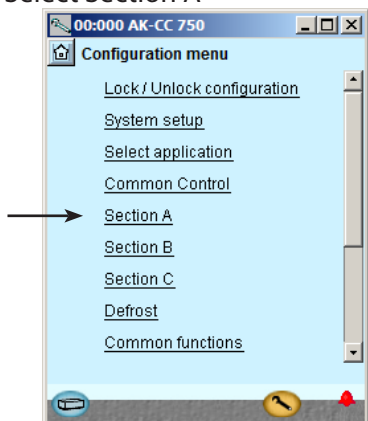 Select Section A
00:000 AK-CC 750
Configuration menu
Lock / Unlock configuration
System setup
Select application
Common Control
Section A
Section B
Section C
Defrost
Common functions